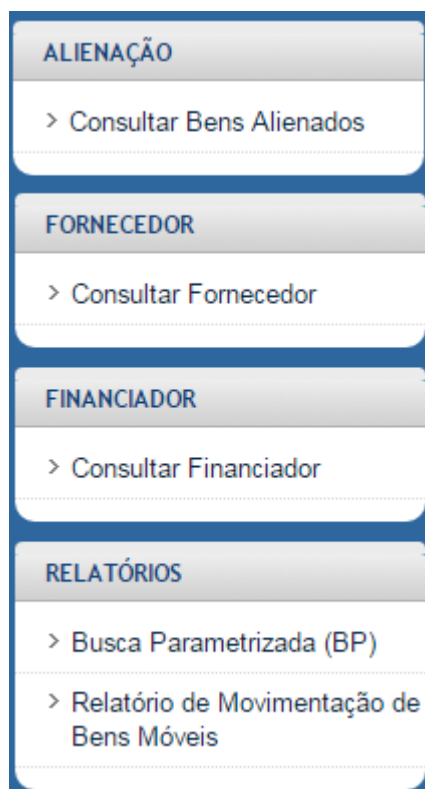 ALIENAÇÃO
> Consultar Bens Alienados
FORNECEDOR
> Consultar Fornecedor
FINANCIADOR
> Consultar Financiador
RELATÓRIOS
> Busca Parametrizada (BP)
> Relatório de Movimentação de
Bens Móveis